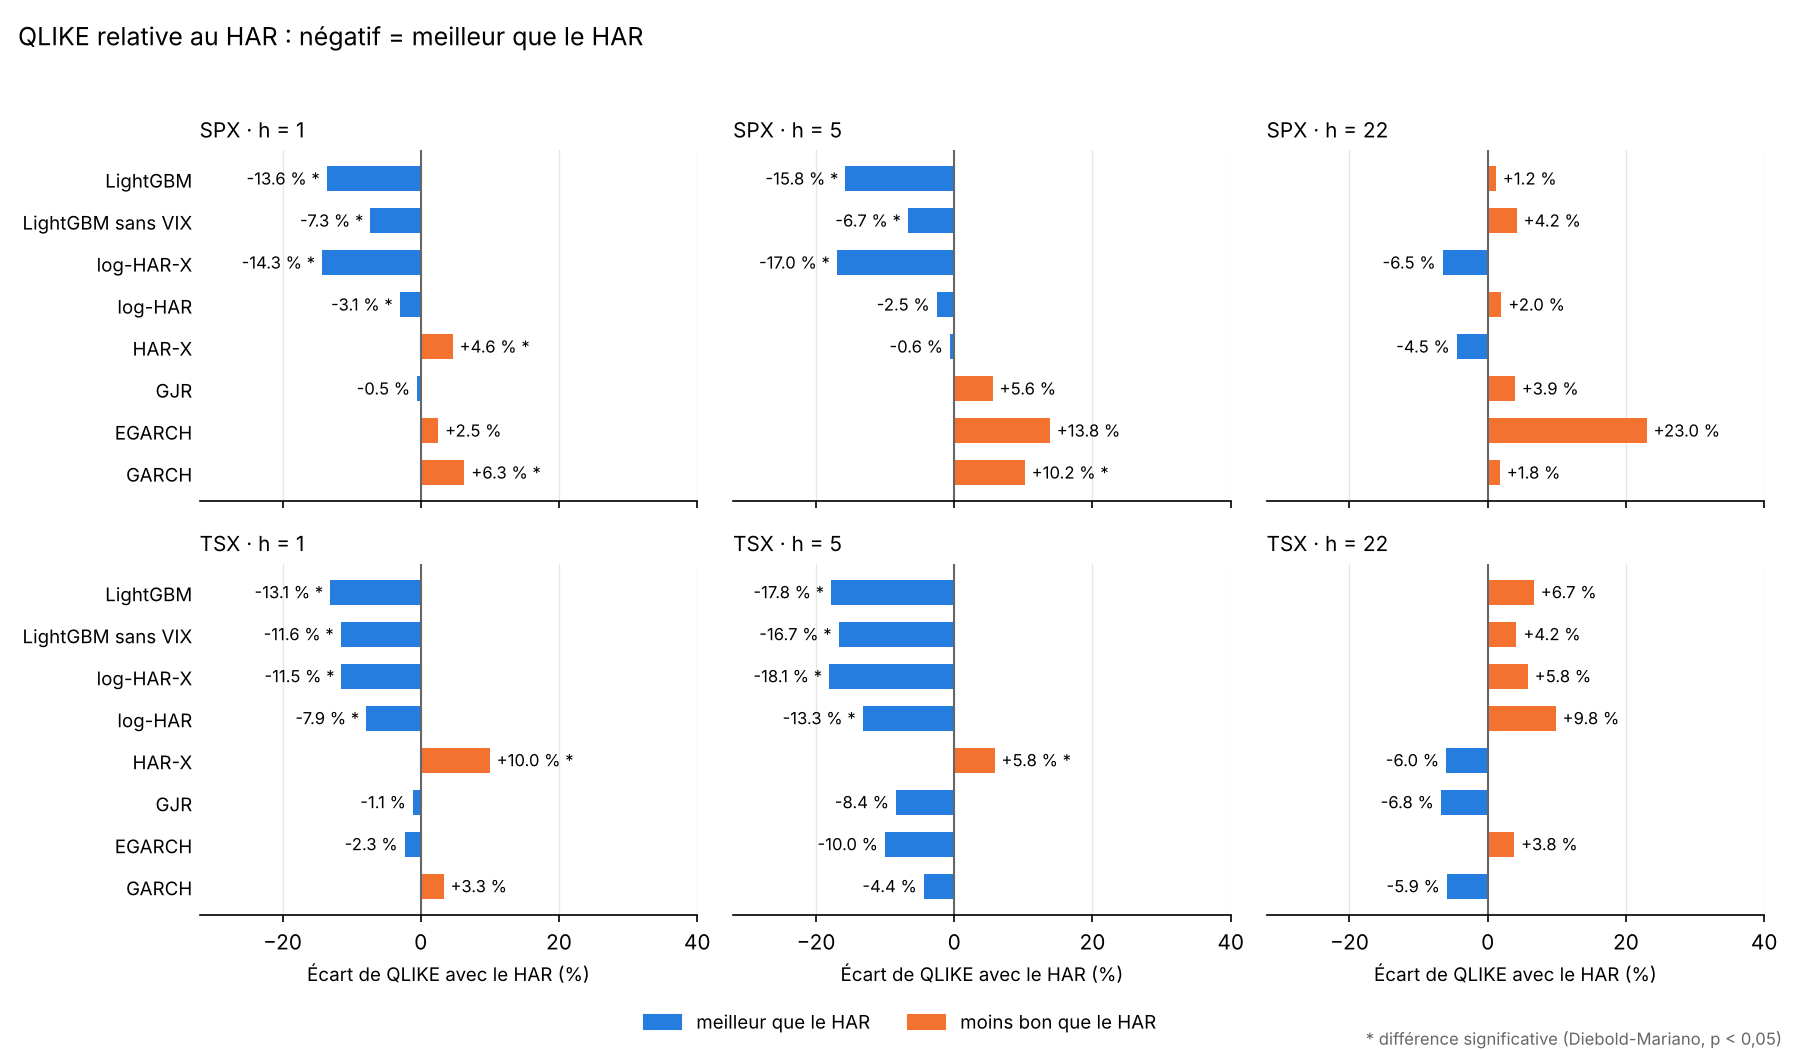 QLIKE relative au HAR : négatif = meilleur que le HAR
SPX · h = 1
LightGBM -13.6 % *
LightGBM sans VIX -7.3 % *
log-HAR-X -14.3 % *
log-HAR -3.1 % *
HAR-X +4.6 % *
GJR -0.5 %
EGARCH +2.5 %
GARCH +6.3 % *
SPX · h = 5
-15.8 % *
-6.7 % *
-17.0 % *
-2.5 %
-0.6 %
+5.6 %
+13.8 %
+10.2 % *
SPX · h = 22
+1.2 %
+4.2 %
-6.5 %
+2.0 %
-4.5 %
+3.9 %
+23.0 %
+1.8 %
TSX · h = 1
LightGBM -13.1 % *
LightGBM sans VIX -11.6 % *
log-HAR-X -11.5 % *
log-HAR -7.9 % *
HAR-X +10.0 % *
GJR -1.1 %
EGARCH -2.3 %
GARCH +3.3 %
−20 0 20 40
Écart de QLIKE avec le HAR (%)
TSX · h = 5
-17.8 % *
-16.7 % *
-18.1 % *
-13.3 % *
+5.8 % *
-8.4 %
-10.0 %
-4.4 %
−20 0 20 40
Écart de QLIKE avec le HAR (%)
TSX · h = 22
+6.7 %
+4.2 %
+5.8 %
+9.8 %
-6.0 %
-6.8 %
+3.8 %
-5.9 %
−20 0 20 40
Écart de QLIKE avec le HAR (%)
meilleur que le HAR
moins bon que le HAR
* différence significative (Diebold-Mariano, p < 0,05)